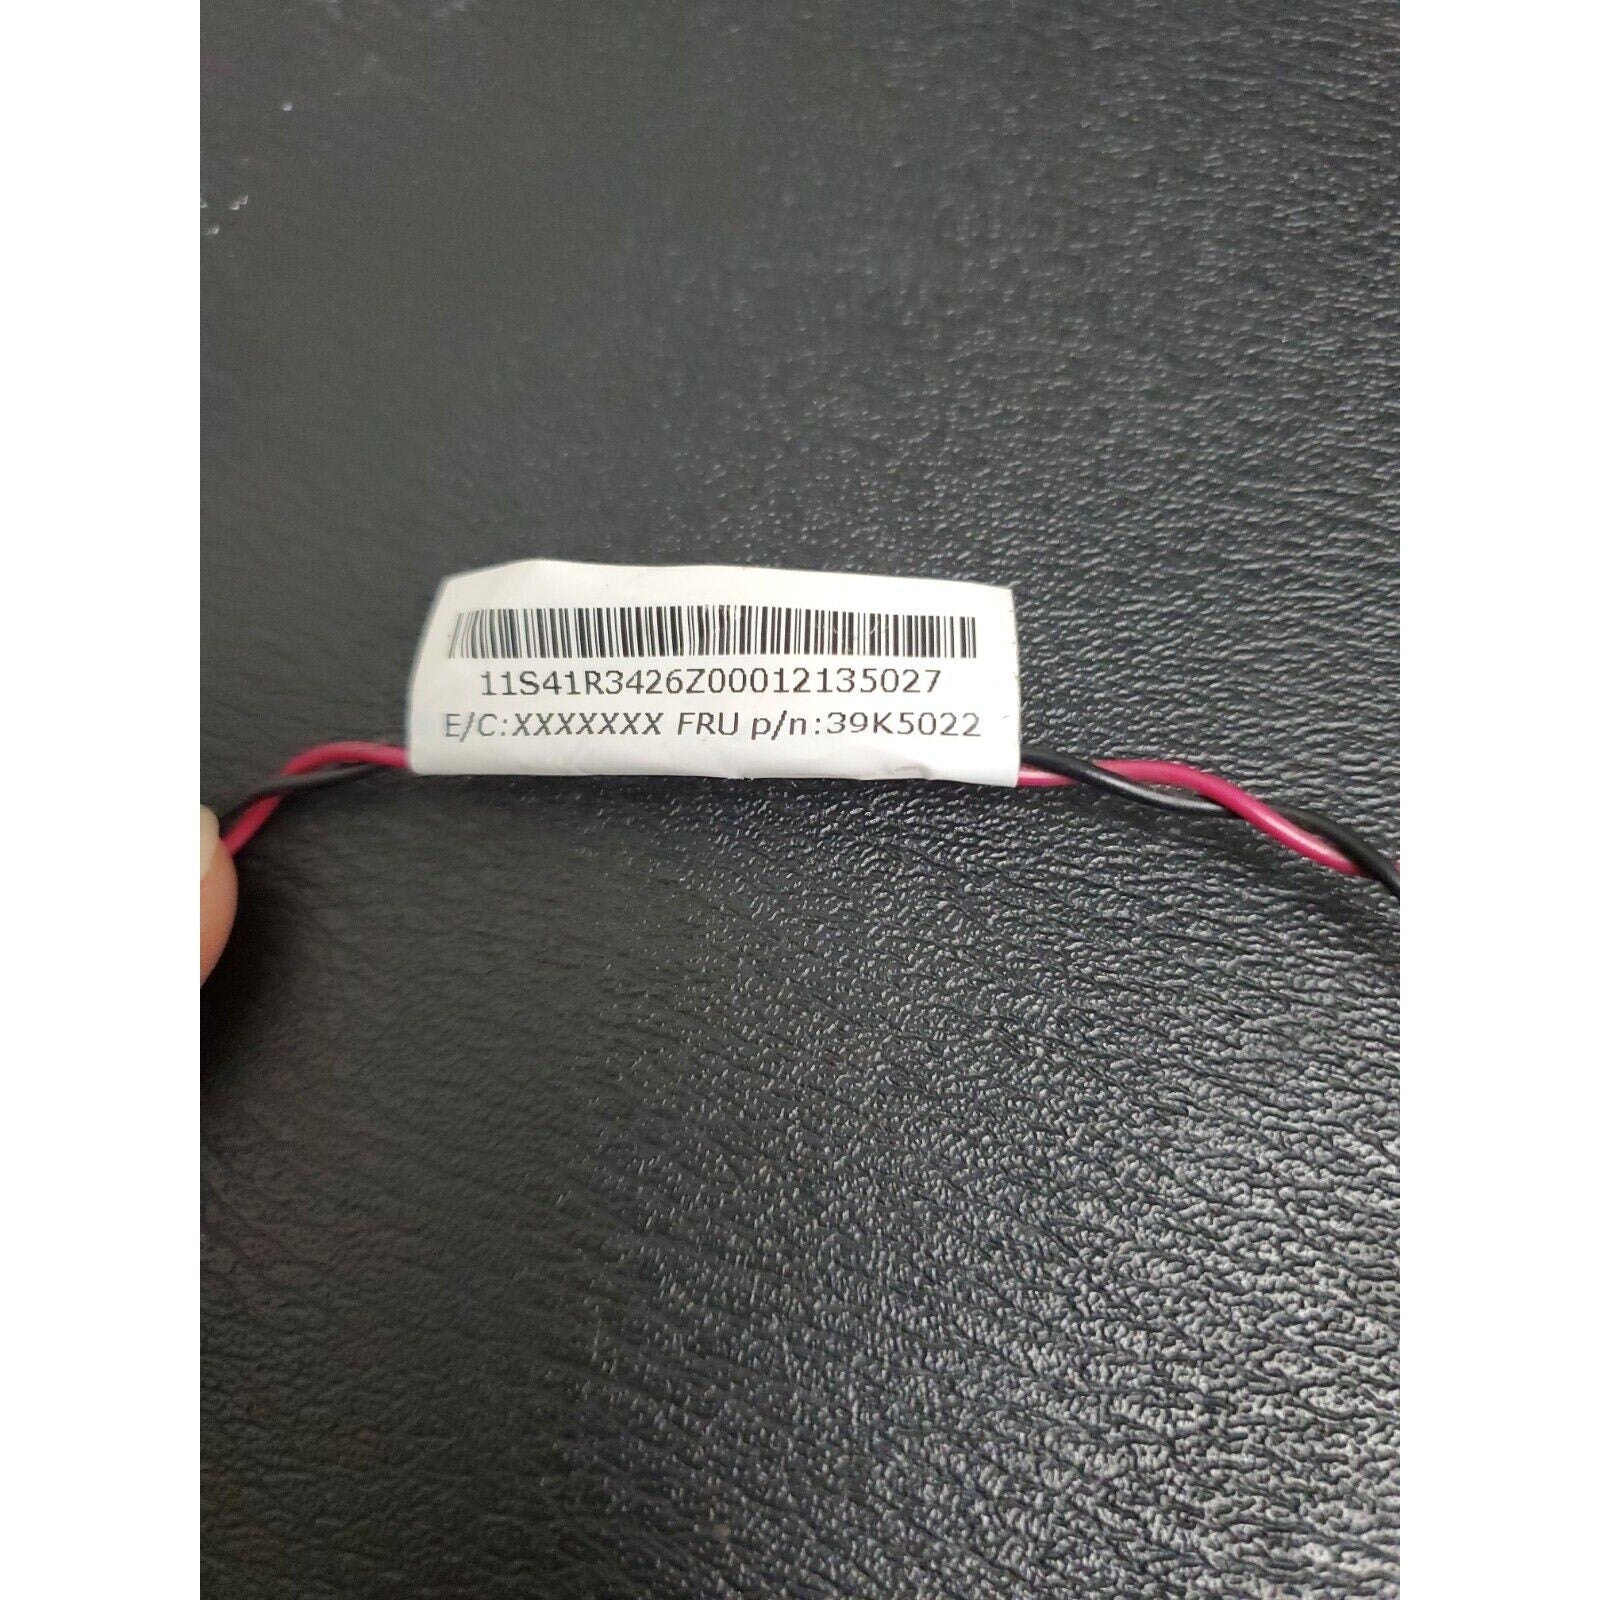 11S41R3426Z00012135027
E/C:XXXXXXX FRU p/n:39K5022